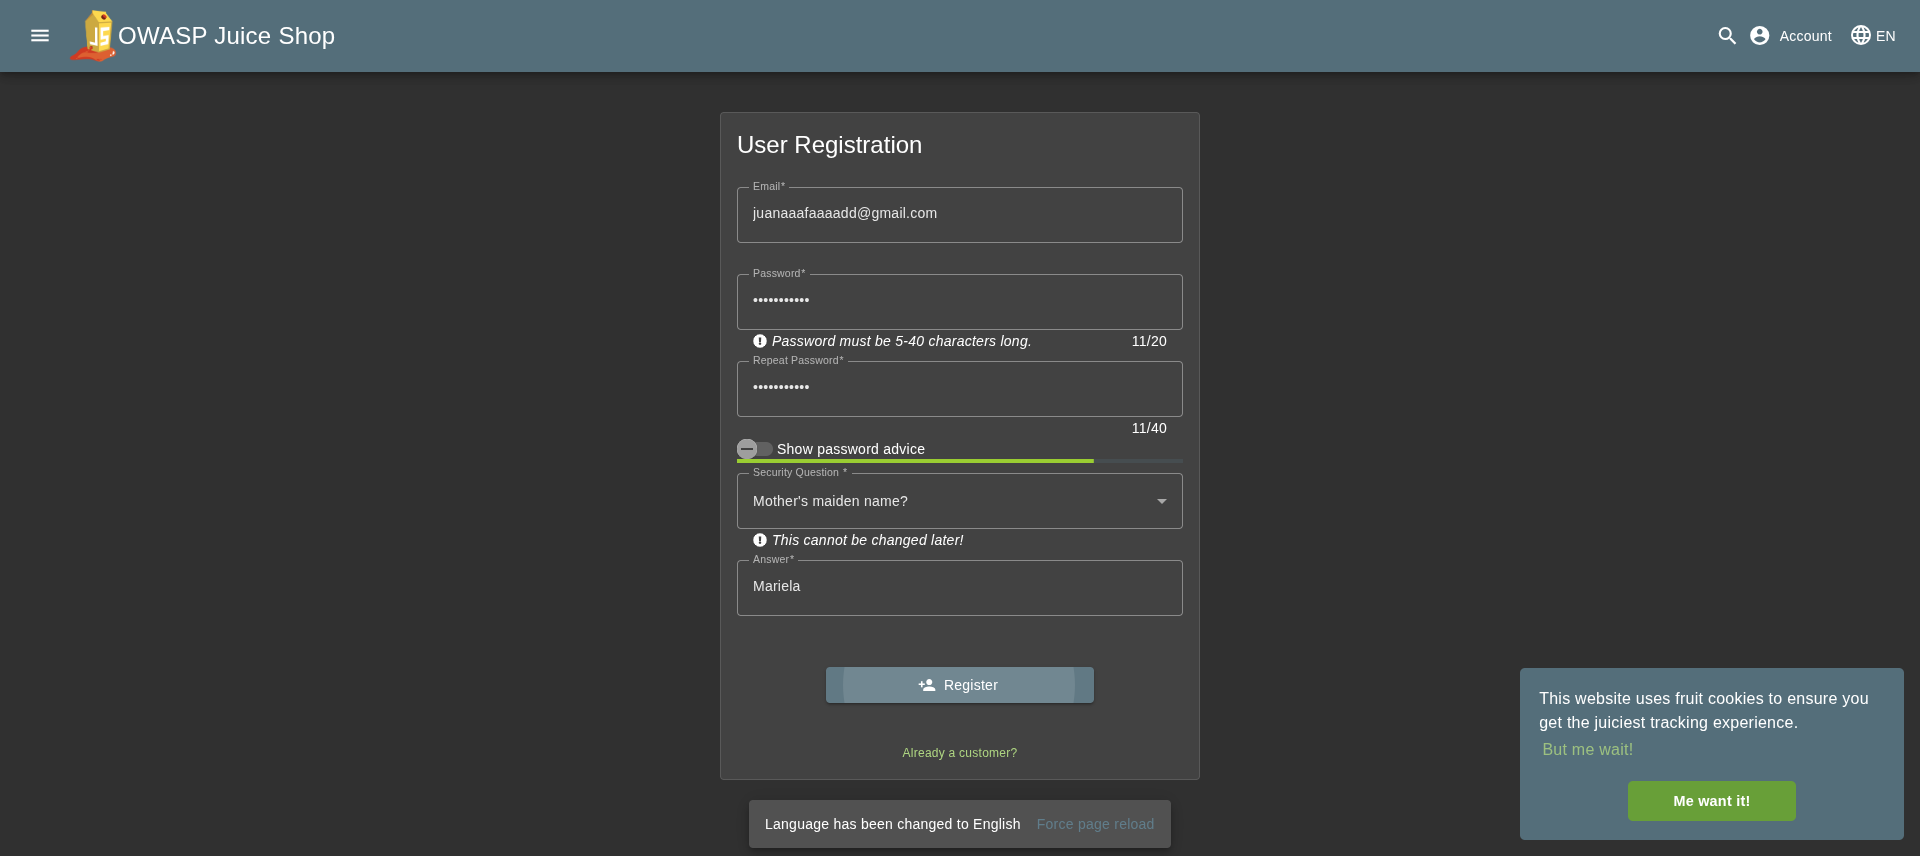 OWASP Juice Shop
Account
EN
User Registration
Email*
juanaaafaaaadd@gmail.com
Password*
•••••••••••
Password must be 5-40 characters long.
11/20
Repeat Password*
•••••••••••
11/40
Show password advice
Security Question *
Mother's maiden name?
This cannot be changed later!
Answer*
Mariela
Register
Already a customer?
Language has been changed to English
Force page reload
This website uses fruit cookies to ensure you
get the juiciest tracking experience.
But me wait!
Me want it!